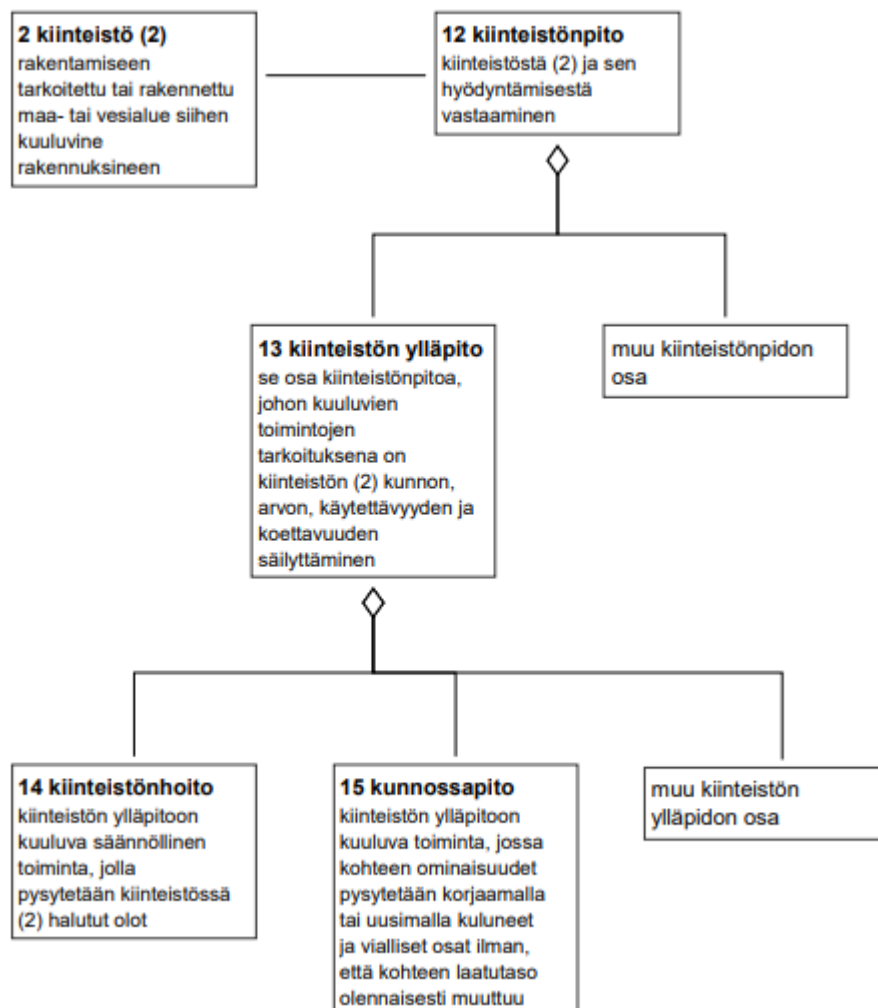 2 kiinteistö (2)
rakentamiseen
tarkoitettu tai rakennettu
maa- tai vesialue siihen
kuuluvine
rakennuksineen
12 kiinteistönpito
kiinteistöstä (2) ja sen
hyödyntämisestä
vastaaminen
13 kiinteistön ylläpito
se osa kiinteistönpitoa,
johon kuuluvien
toimintojen
tarkoituksena on
kiinteistön (2) kunnon,
arvon, käytettävyyden ja
koettavuuden
säilyttäminen
muu kiinteistönpidon
osa
14 kiinteistönhoito
kiinteistön ylläpitoon
kuuluva säännöllinen
toiminta, jolla
pysytetään kiinteistössä
(2) halutut olot
15 kunnossapito
kiinteistön ylläpitoon
kuuluva toiminta, jossa
kohteen ominaisuudet
pysytetään korjaamalla
tai uusimalla kuluneet
ja vialliset osat ilman,
että kohteen laatutaso
olennaisesti muuttuu
muu kiinteistön
ylläpidon osa